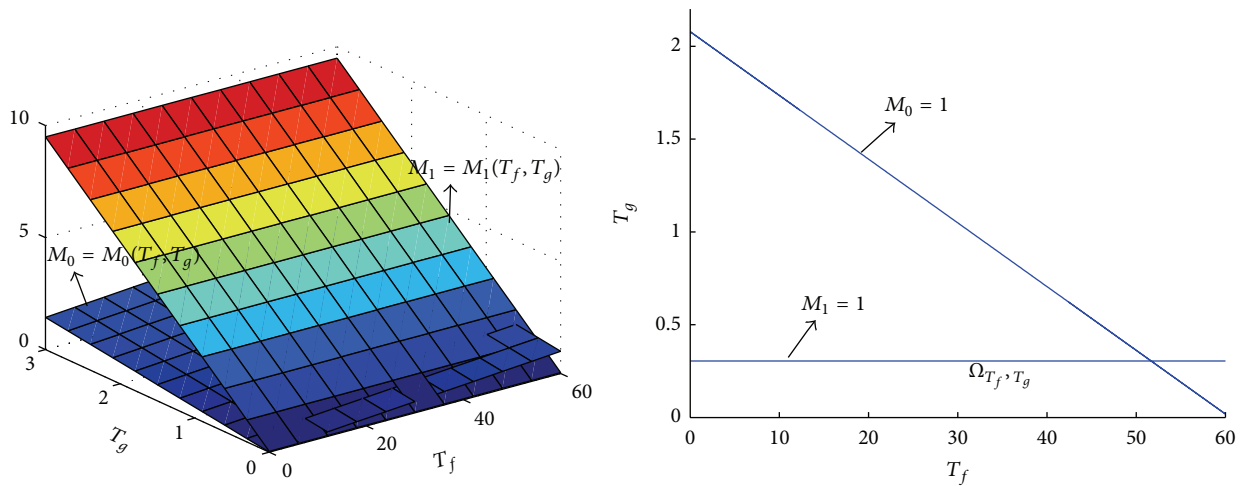 10
5
0
3
2
1
0
0
20
40
60
T_g
T_f
M_1 = M_1(T_f, T_g)
M_0 = M_0(T_f, T_g)
2
1.5
1
0.5
0
T_g
0
10
20
30
40
50
60
T_f
M_0 = 1
M_1 = 1
Ω_{T_f, T_g}